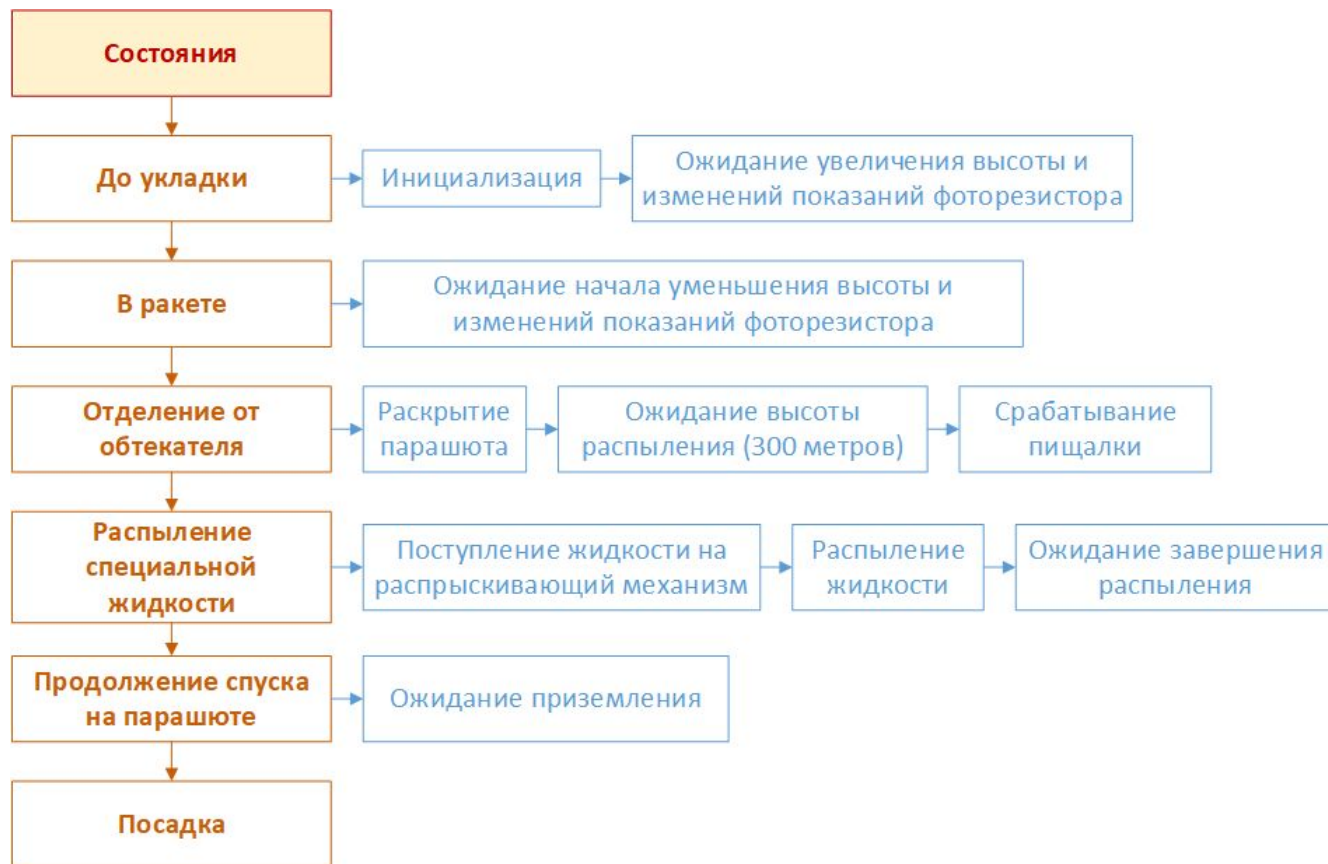 Состояния
До укладки
Инициализация
Ожидание увеличения высоты и
изменений показаний фоторезистора
В ракете
Ожидание начала уменьшения высоты и
изменений показаний фоторезистора
Отделение от
обтекателя
Раскрытие
парашюта
Ожидание высоты
распыления (300 метров)
Срабатывание
пищалки
Распыление
специальной
жидкости
Поступление жидкости на
распрыскивающий механизм
Распыление
жидкости
Ожидание завершения
распыления
Продолжение спуска
на парашюте
Ожидание приземления
Посадка